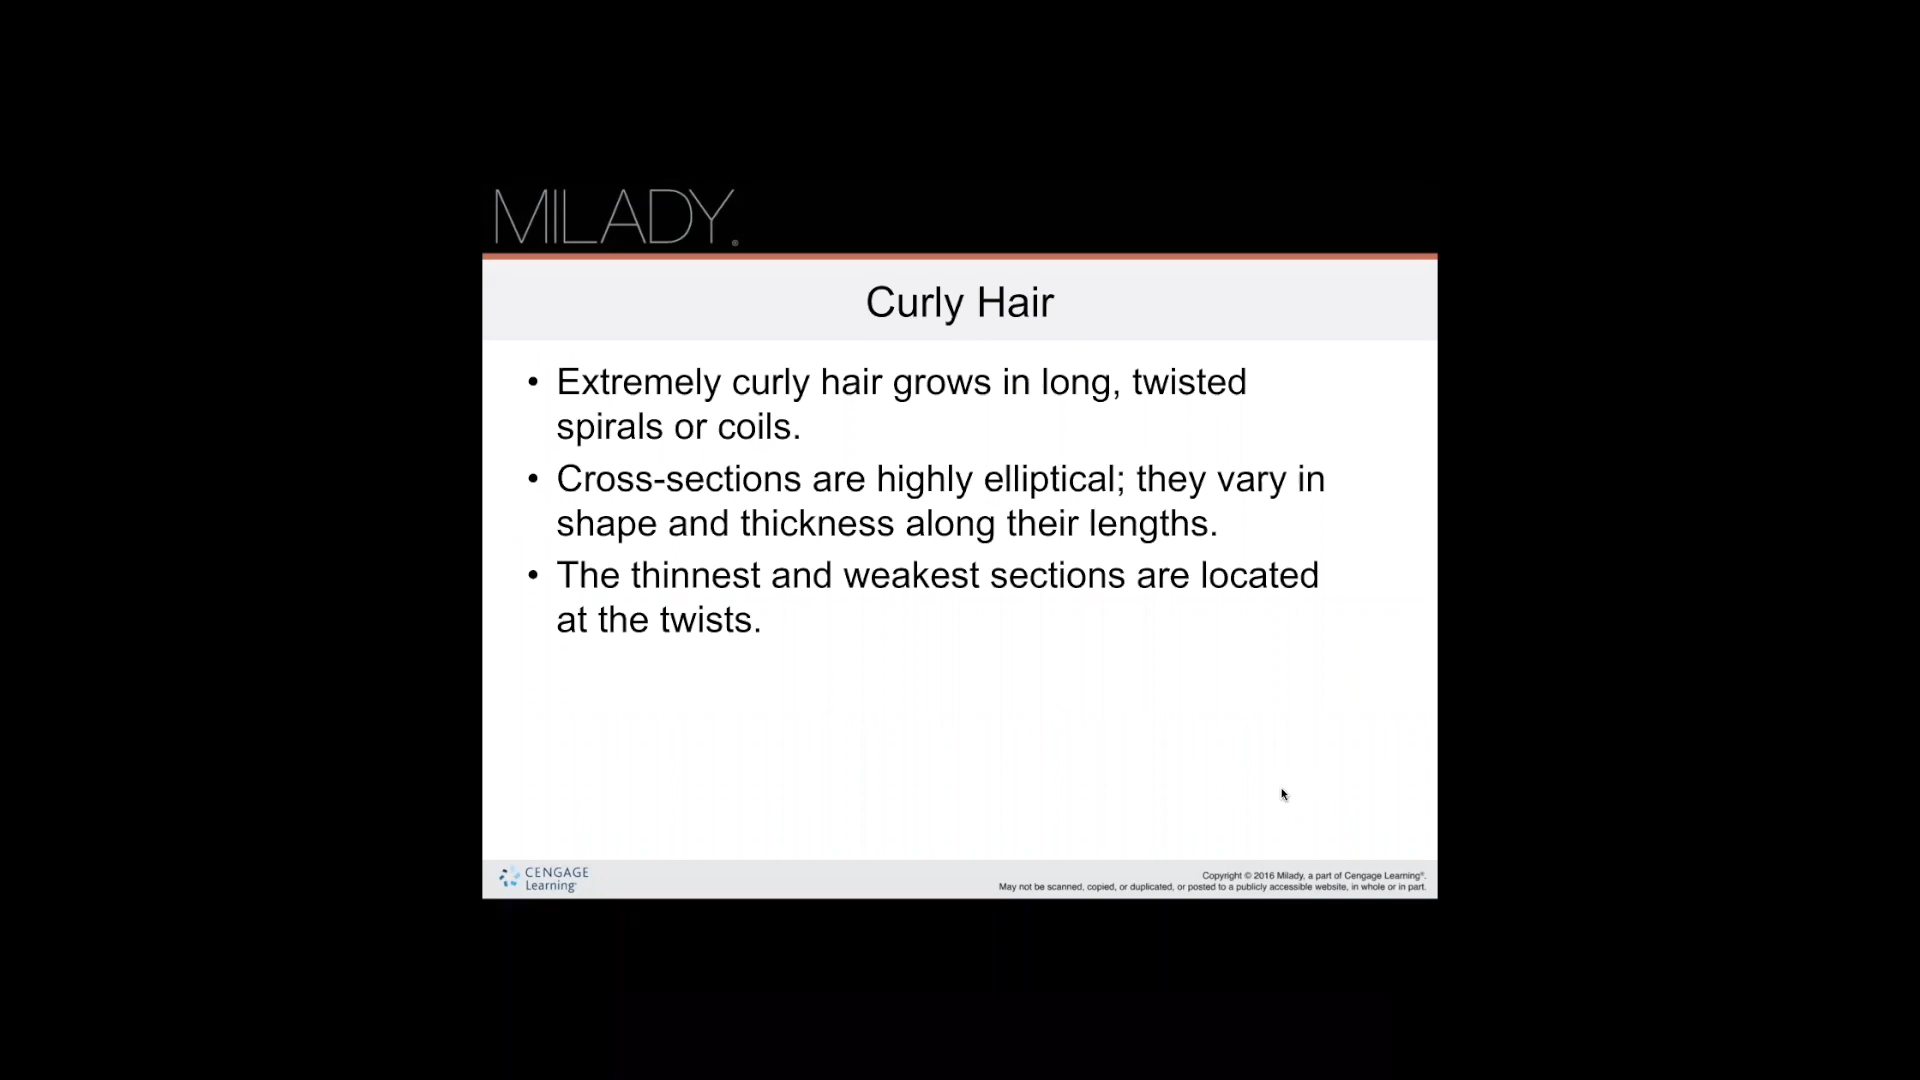 MILADY®
Curly Hair
• Extremely curly hair grows in long, twisted
spirals or coils.
• Cross-sections are highly elliptical; they vary in
shape and thickness along their lengths.
• The thinnest and weakest sections are located
at the twists.
CENGAGE
Learning®
Copyright © 2016 Milady, a part of Cengage Learning®.
May not be scanned, copied, or duplicated, or posted to a publicly accessible website, in whole or in part.